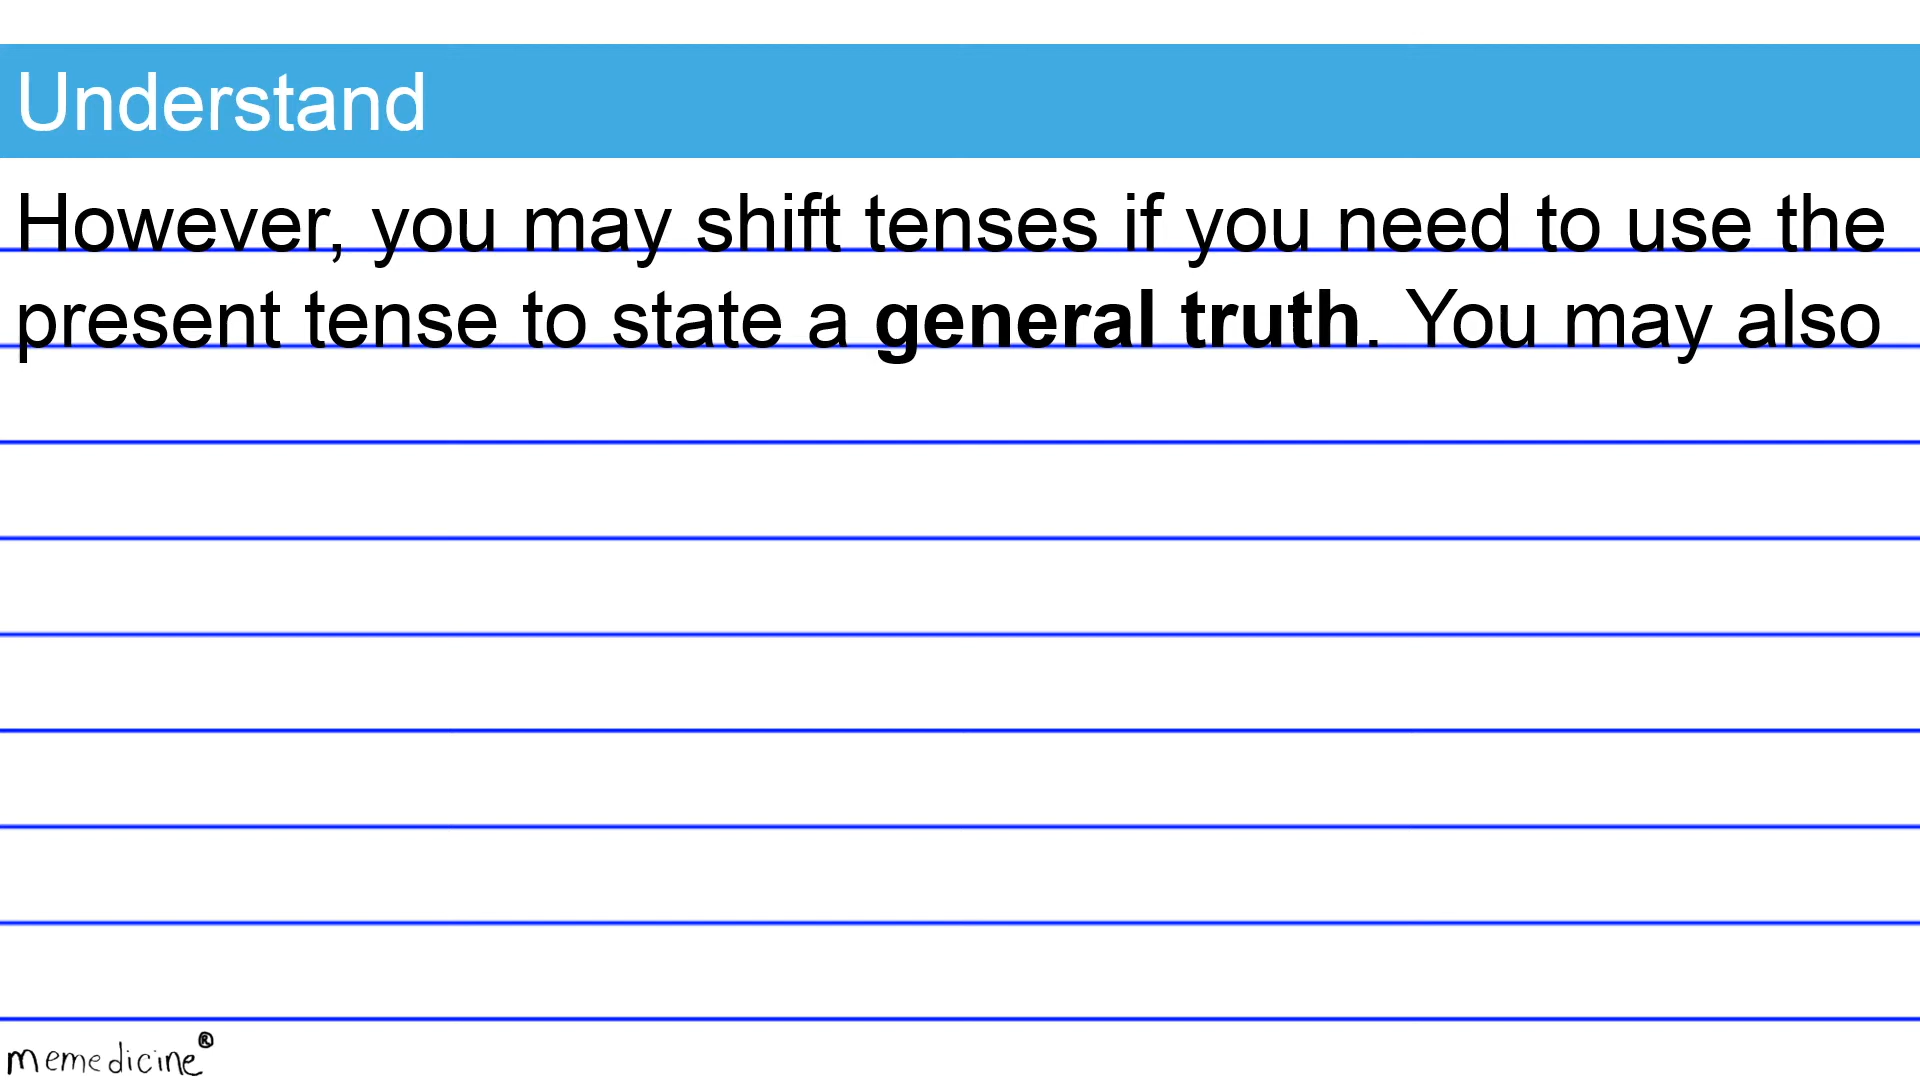 Understand
However, you may shift tenses if you need to use the
present tense to state a general truth. You may also
memedicine®